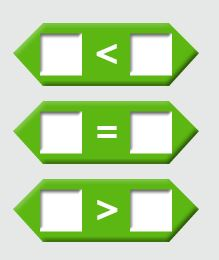 <
=
>